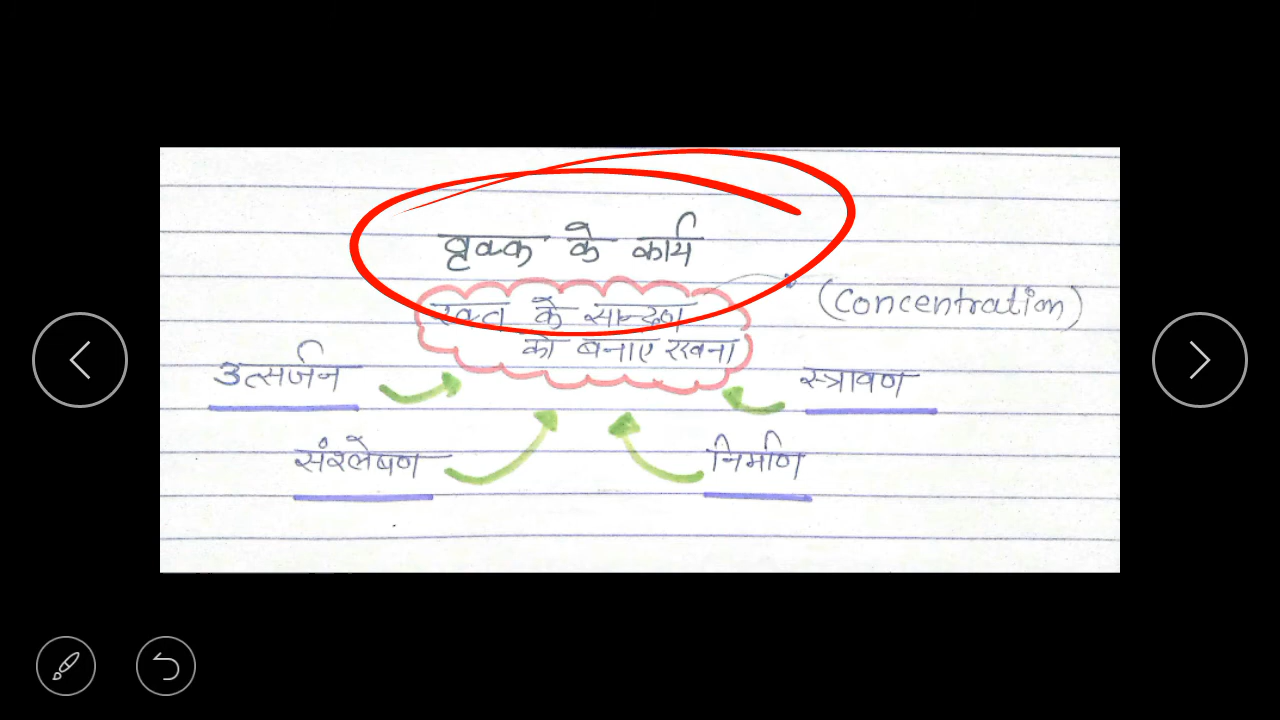 वृक्क के कार्य
रक्त के सान्द्रण
(Concentration)
को बनाए रखना
उत्सर्जन
स्त्रावण
संश्लेषण
निर्माण